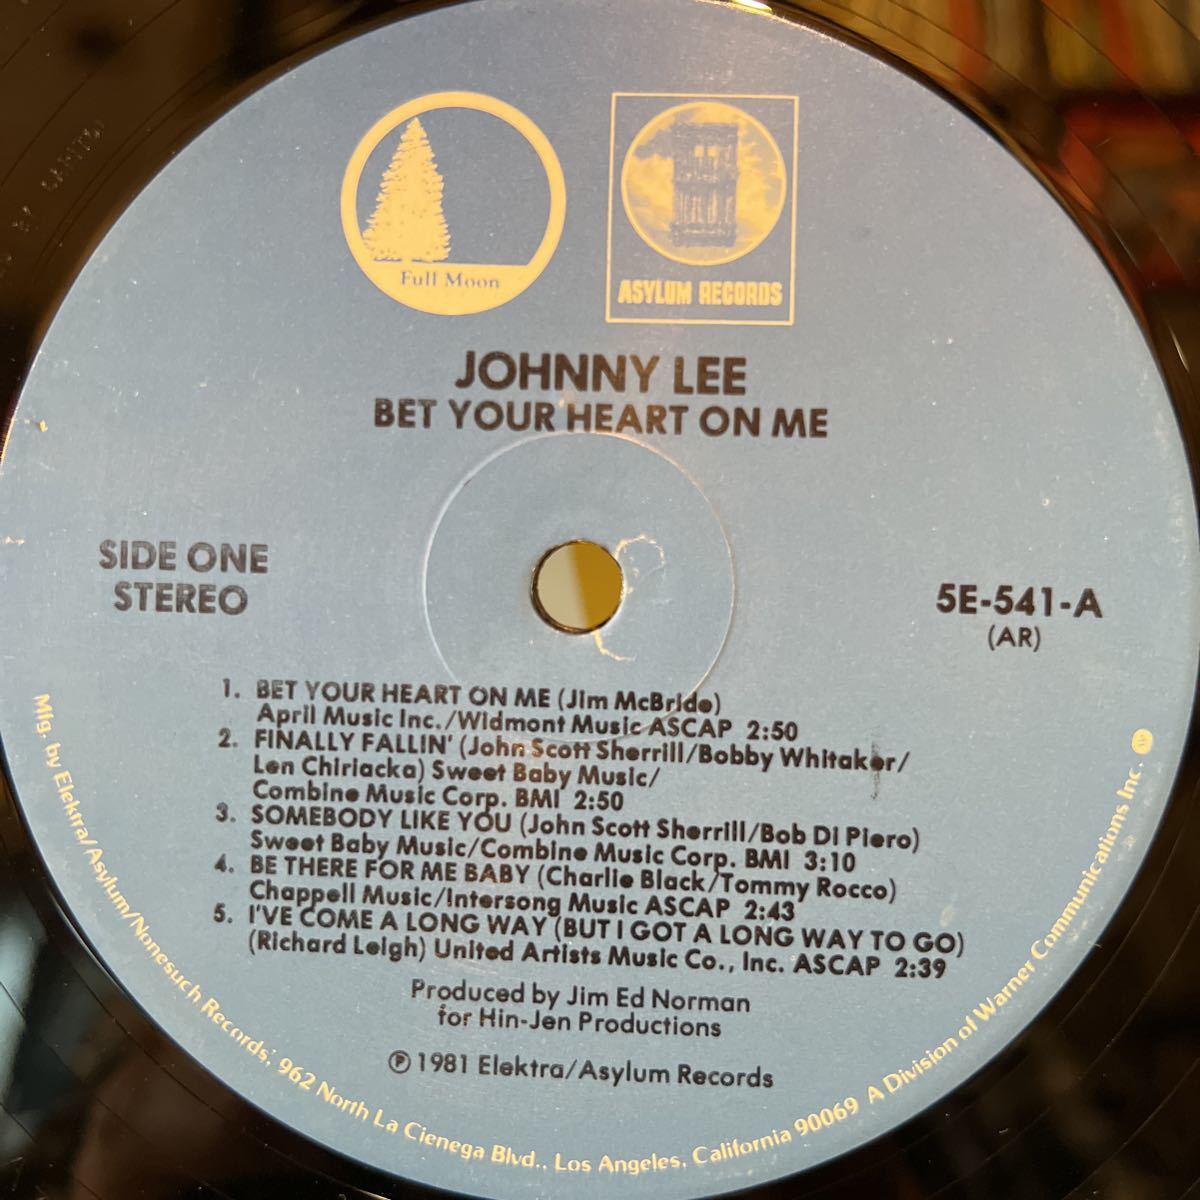 Full Moon
ASYLUM RECORDS
JOHNNY LEE
BET YOUR HEART ON ME
SIDE ONE
STEREO
5E-541-A
(AR)
1. BET YOUR HEART ON ME (Jim McBride)
April Music Inc./Widmont Music ASCAP 2:50
2. FINALLY FALLIN' (John Scott Sherrill/Bobby Whitaker/
Len Chiriacka) Sweet Baby Music/
Combine Music Corp. BMI 2:50
3. SOMEBODY LIKE YOU (John Scott Sherrill/Bob Di Piero)
Sweet Baby Music/Combine Music Corp. BMI 3:10
4. BE THERE FOR ME BABY (Charlie Black/Tommy Rocco)
Chappell Music/Intersong Music ASCAP 2:43
5. I'VE COME A LONG WAY (BUT I GOT A LONG WAY TO GO)
(Richard Leigh) United Artists Music Co., Inc. ASCAP 2:39
Produced by Jim Ed Norman
for Hin-Jen Productions
℗ 1981 Elektra/Asylum Records
Mfg. by Elektra/Asylum/Nonesuch Records; 962 North La Cienega Blvd., Los Angeles, California 90069 A Division of Warner Communications Inc.